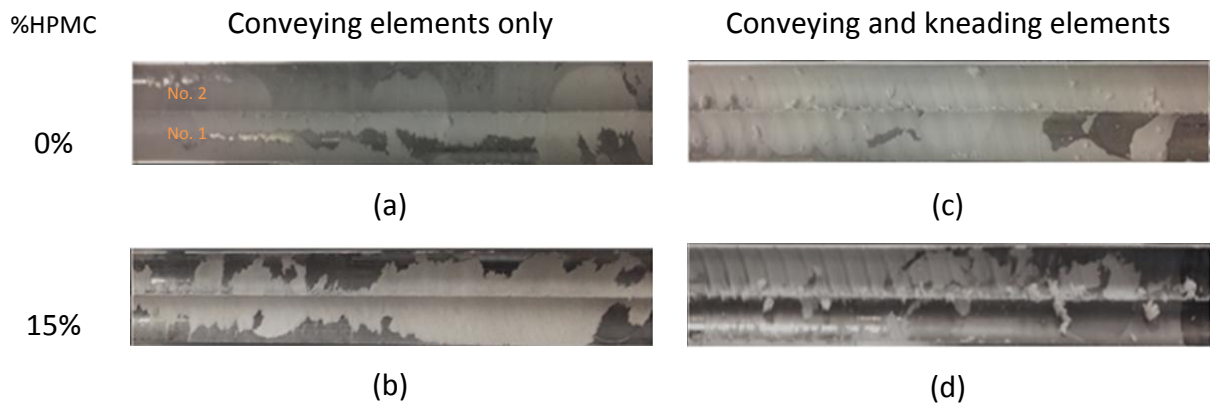 %HPMC
Conveying elements only
Conveying and kneading elements
No. 2
No. 1
0%
(a)
(c)
15%
(b)
(d)